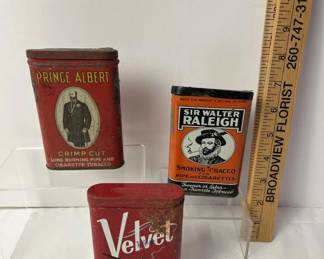 PRINCE ALBERT
CRIMP CUT
LONG BURNING PIPE AND
CIGARETTE TOBACCO
SIR WALTER
RALEIGH
SMOKING TOBACCO
PIPE AND CIGARETTES
Velvet
BROADVIEW FLORIST 260-747-31